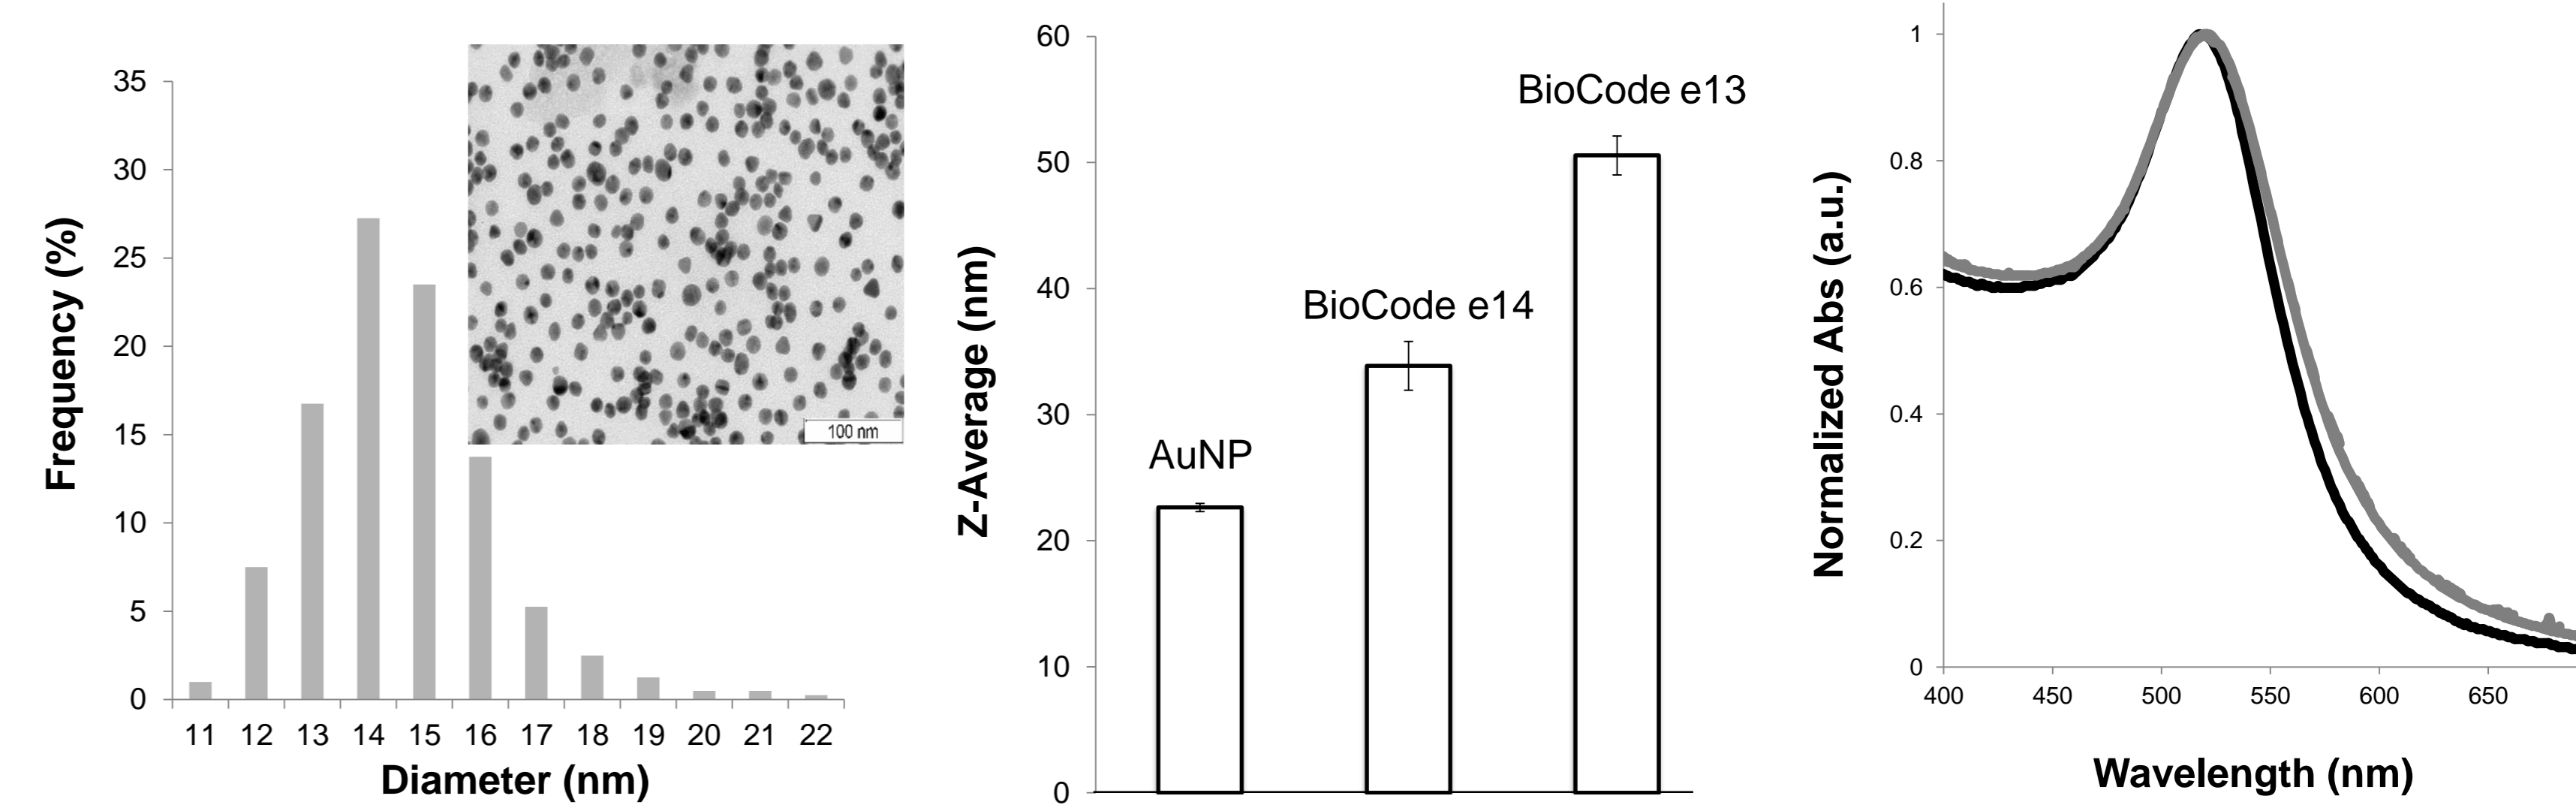 Frequency (%)
35
30
25
20
15
10
5
0
11 12 13 14 15 16 17 18 19 20 21 22
Diameter (nm)
100 nm
Z-Average (nm)
60
50
40
30
20
10
0
AuNP
BioCode e14
BioCode e13
Normalized Abs (a.u.)
1
0.8
0.6
0.4
0.2
0
400 450 500 550 600 650
Wavelength (nm)